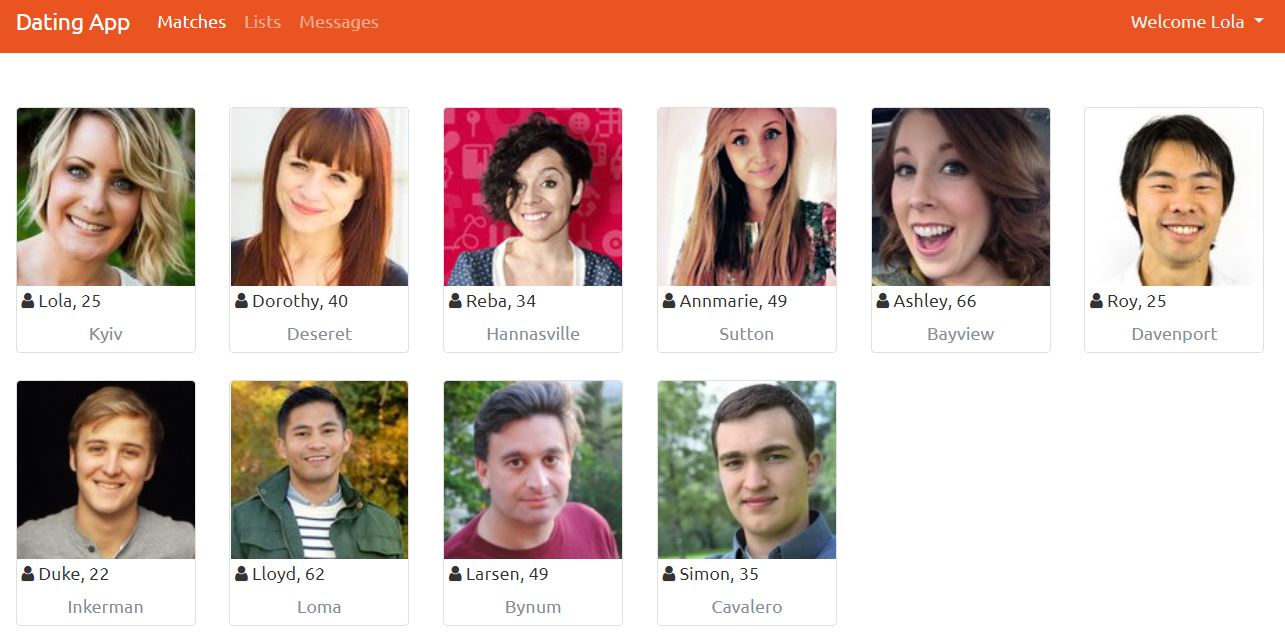 Dating App Matches Lists Messages Welcome Lola
Lola, 25
Kyiv
Dorothy, 40
Deseret
Reba, 34
Hannasville
Annmarie, 49
Sutton
Ashley, 66
Bayview
Roy, 25
Davenport
Duke, 22
Inkerman
Lloyd, 62
Loma
Larsen, 49
Bynum
Simon, 35
Cavalero